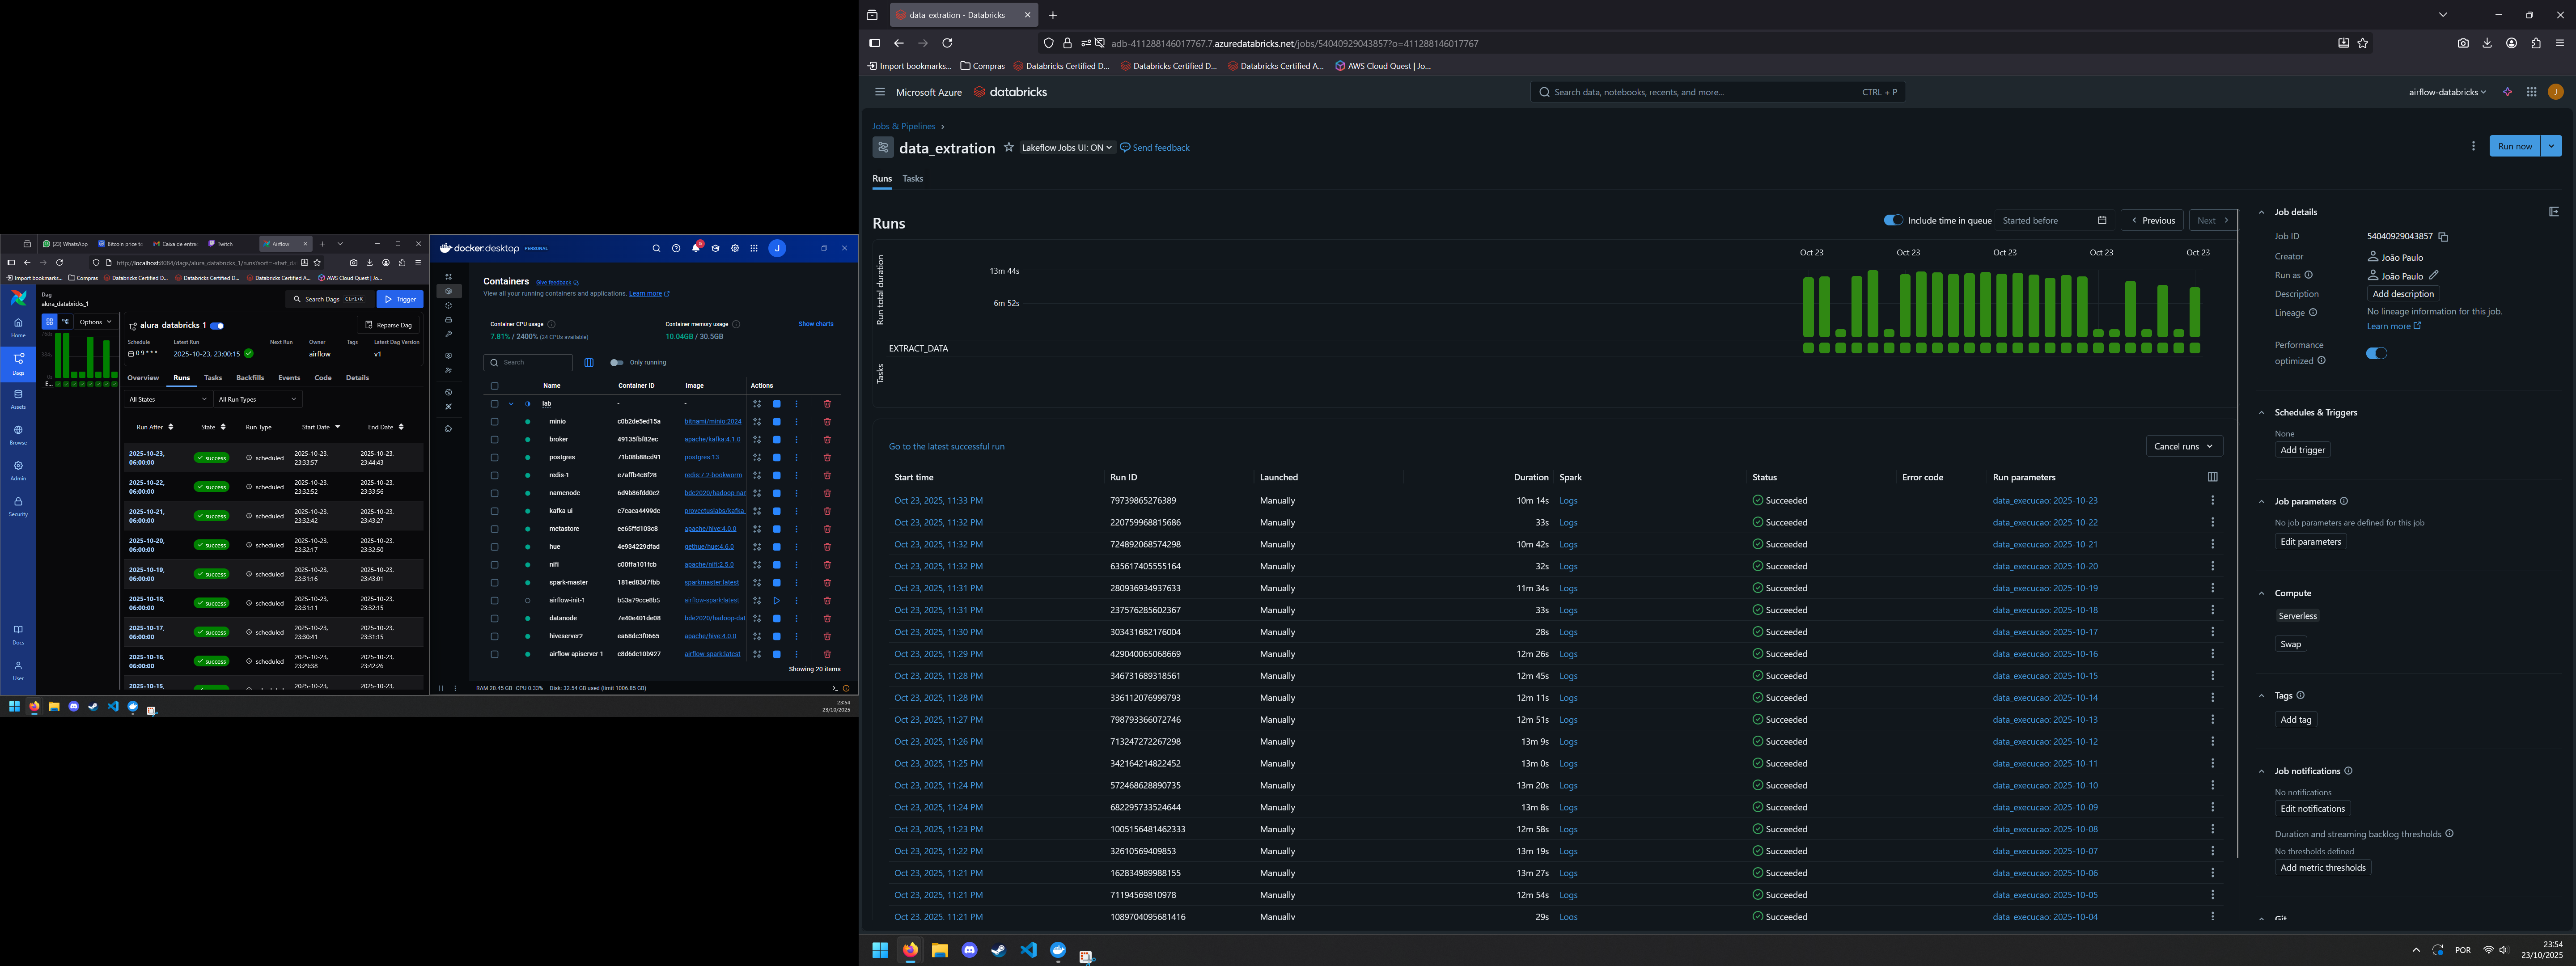 (23) WhatsApp
Bitcoin price to
Caixa de entra
Twitch
Airflow
http://localhost:8084/dags/alura_databricks_1/runs?sort=-start_d
Import bookmarks...
Compras
Databricks Certified D...
Databricks Certified D...
Databricks Certified A...
AWS Cloud Quest | Jo...
Dag
alura_databricks_1
Search Dags
Ctrl+K
Trigger
Home
Dags
Assets
Browse
Admin
Security
Docs
User
Options
alura_databricks_1
Reparse Dag
Schedule
Latest Run
Next Run
Owner
Tags
Latest Dag Version
0 9 * * *
2025-10-23, 23:00:15
airflow
v1
Overview Runs Tasks Backfills Events Code Details
All States
All Run Types
Run After State Run Type Start Date End Date
2025-10-23, 06:00:00 success scheduled 2025-10-23, 23:33:57 2025-10-23, 23:44:43
2025-10-22, 06:00:00 success scheduled 2025-10-23, 23:32:52 2025-10-23, 23:33:56
2025-10-21, 06:00:00 success scheduled 2025-10-23, 23:32:42 2025-10-23, 23:43:27
2025-10-20, 06:00:00 success scheduled 2025-10-23, 23:32:17 2025-10-23, 23:32:50
2025-10-19, 06:00:00 success scheduled 2025-10-23, 23:31:16 2025-10-23, 23:43:01
2025-10-18, 06:00:00 success scheduled 2025-10-23, 23:31:11 2025-10-23, 23:32:15
2025-10-17, 06:00:00 success scheduled 2025-10-23, 23:30:41 2025-10-23, 23:31:15
2025-10-16, 06:00:00 success scheduled 2025-10-23, 23:29:38 2025-10-23, 23:42:26
2025-10-15, success scheduled 2025-10-23, 2025-10-23,
docker.desktop PERSONAL
J
Containers Give feedback
View all your running containers and applications. Learn more
Container CPU usage
7.81% / 2400% (24 CPUs available)
Container memory usage
10.04GB / 30.5GB
Show charts
Search
Only running
Name Container ID Image Actions
lab - -
minio c0b2de5ed15a bitnami/minio:2024
broker 49135fbf82ec apache/kafka:4.1.0
postgres 71b08b88cd91 postgres:13
redis-1 e7affb4c8f28 redis:7.2-bookworm
namenode 6d9b86fdd0e2 bde2020/hadoop-nar
kafka-ui e7caea4499dc provectuslabs/kafka-
metastore ee65ffd103c8 apache/hive:4.0.0
hue 4e934229dfad gethue/hue:4.6.0
nifi c00ffa101fcb apache/nifi:2.5.0
spark-master 181ed83d7fbb sparkmaster:latest
airflow-init-1 b53a79cce8b5 airflow-spark:latest
datanode 7e40e401de08 bde2020/hadoop-dat
hiveserver2 ea68dc3f0665 apache/hive:4.0.0
airflow-apiserver-1 c8d6dc10b927 airflow-spark:latest
Showing 20 items
RAM 20.45 GB CPU 0.33% Disk: 32.54 GB used (limit 1006.85 GB)
23:54
23/10/2025
data_extration - Databricks
adb-411288146017767.7.azuredatabricks.net/jobs/54040929043857?o=411288146017767
Import bookmarks...
Compras
Databricks Certified D...
Databricks Certified D...
Databricks Certified A...
AWS Cloud Quest | Jo...
Microsoft Azure
databricks
Search data, notebooks, recents, and more...
CTRL + P
airflow-databricks
J
Jobs & Pipelines ›
data_extration
Lakeflow Jobs UI: ON
Send feedback
Run now
Runs Tasks
Runs
Include time in queue
Started before
Previous
Next
Oct 23 Oct 23 Oct 23 Oct 23 Oct 23
Run total duration
13m 44s
6m 52s
EXTRACT_DATA
Tasks
Go to the latest successful run
Cancel runs
Start time Run ID Launched Duration Spark Status Error code Run parameters
Oct 23, 2025, 11:33 PM 79739865276389 Manually 10m 14s Logs Succeeded data_execucao: 2025-10-23
Oct 23, 2025, 11:32 PM 220759968815686 Manually 33s Logs Succeeded data_execucao: 2025-10-22
Oct 23, 2025, 11:32 PM 724892068574298 Manually 10m 42s Logs Succeeded data_execucao: 2025-10-21
Oct 23, 2025, 11:32 PM 635617405555164 Manually 32s Logs Succeeded data_execucao: 2025-10-20
Oct 23, 2025, 11:31 PM 280936934937633 Manually 11m 34s Logs Succeeded data_execucao: 2025-10-19
Oct 23, 2025, 11:31 PM 237576285602367 Manually 33s Logs Succeeded data_execucao: 2025-10-18
Oct 23, 2025, 11:30 PM 303431682176004 Manually 28s Logs Succeeded data_execucao: 2025-10-17
Oct 23, 2025, 11:29 PM 429040065068669 Manually 12m 26s Logs Succeeded data_execucao: 2025-10-16
Oct 23, 2025, 11:28 PM 346731689318561 Manually 12m 45s Logs Succeeded data_execucao: 2025-10-15
Oct 23, 2025, 11:28 PM 336112076999793 Manually 12m 11s Logs Succeeded data_execucao: 2025-10-14
Oct 23, 2025, 11:27 PM 798793366072746 Manually 12m 51s Logs Succeeded data_execucao: 2025-10-13
Oct 23, 2025, 11:26 PM 713247272267298 Manually 13m 9s Logs Succeeded data_execucao: 2025-10-12
Oct 23, 2025, 11:25 PM 342164214822452 Manually 13m 0s Logs Succeeded data_execucao: 2025-10-11
Oct 23, 2025, 11:24 PM 572468628890735 Manually 13m 20s Logs Succeeded data_execucao: 2025-10-10
Oct 23, 2025, 11:24 PM 682295733524644 Manually 13m 8s Logs Succeeded data_execucao: 2025-10-09
Oct 23, 2025, 11:23 PM 1005156481462333 Manually 12m 58s Logs Succeeded data_execucao: 2025-10-08
Oct 23, 2025, 11:22 PM 32610569409853 Manually 13m 19s Logs Succeeded data_execucao: 2025-10-07
Oct 23, 2025, 11:21 PM 162834989988155 Manually 13m 27s Logs Succeeded data_execucao: 2025-10-06
Oct 23, 2025, 11:21 PM 71194569810978 Manually 12m 54s Logs Succeeded data_execucao: 2025-10-05
Oct 23, 2025, 11:21 PM 1089704095681416 Manually 29s Logs Succeeded data_execucao: 2025-10-04
Job details
Job ID 54040929043857
Creator João Paulo
Run as João Paulo
Description Add description
Lineage No lineage information for this job.
Learn more
Performance optimized
Schedules & Triggers
None
Add trigger
Job parameters
No job parameters are defined for this job
Edit parameters
Compute
Serverless
Swap
Tags
Add tag
Job notifications
No notifications
Edit notifications
Duration and streaming backlog thresholds
No thresholds defined
Add metric thresholds
Git
POR
23:54
23/10/2025